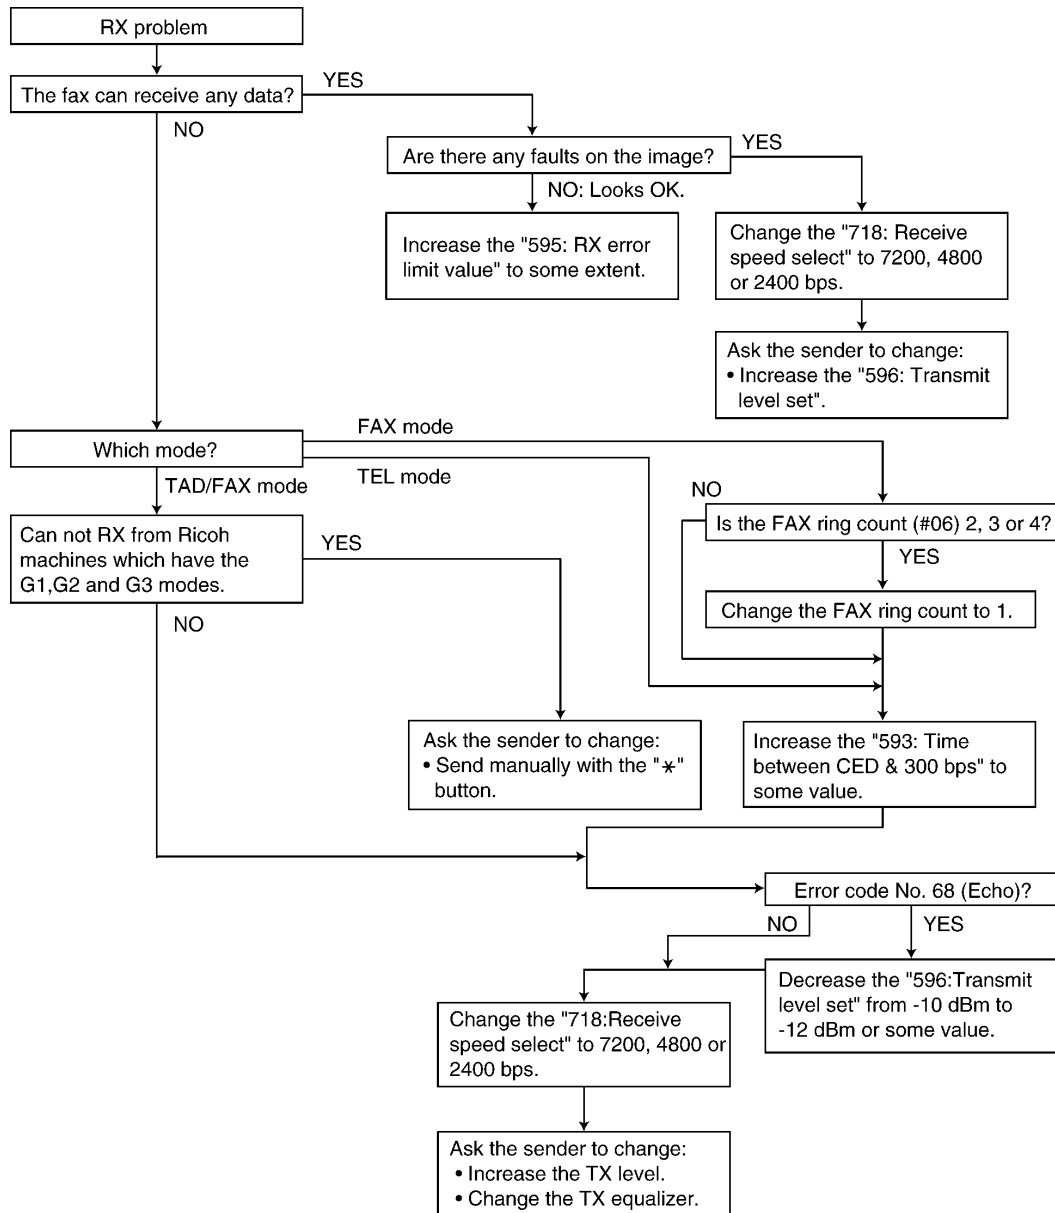 RX problem
The fax can receive any data?
YES
NO
Are there any faults on the image?
YES
NO: Looks OK.
Increase the "595: RX error
limit value" to some extent.
Change the "718: Receive
speed select" to 7200, 4800
or 2400 bps.
Ask the sender to change:
• Increase the "596: Transmit
level set".
Which mode?
FAX mode
TEL mode
TAD/FAX mode
NO
Is the FAX ring count (#06) 2, 3 or 4?
YES
Change the FAX ring count to 1.
Can not RX from Ricoh
machines which have the
G1,G2 and G3 modes.
YES
NO
Ask the sender to change:
• Send manually with the "*"
button.
Increase the "593: Time
between CED & 300 bps" to
some value.
Error code No. 68 (Echo)?
NO
YES
Decrease the "596:Transmit
level set" from -10 dBm to
-12 dBm or some value.
Change the "718:Receive
speed select" to 7200, 4800 or
2400 bps.
Ask the sender to change:
• Increase the TX level.
• Change the TX equalizer.